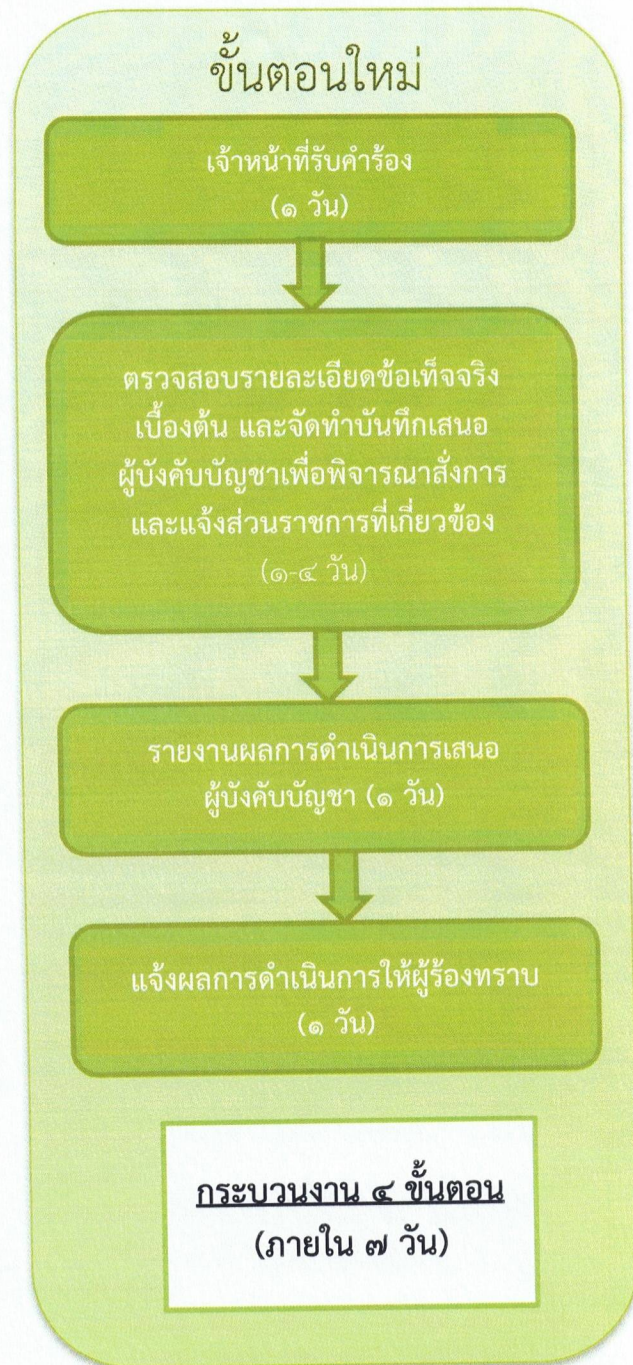 ขั้นตอนใหม่
เจ้าหน้าที่รับคำร้อง
(๑ วัน)
ตรวจสอบรายละเอียดข้อเท็จจริง
เบื้องต้น และจัดทำบันทึกเสนอ
ผู้บังคับบัญชาเพื่อพิจารณาสั่งการ
และแจ้งส่วนราชการที่เกี่ยวข้อง
(๑-๔ วัน)
รายงานผลการดำเนินการเสนอ
ผู้บังคับบัญชา (๑ วัน)
แจ้งผลการดำเนินการให้ผู้ร้องทราบ
(๑ วัน)
กระบวนงาน ๔ ขั้นตอน
(ภายใน ๗ วัน)